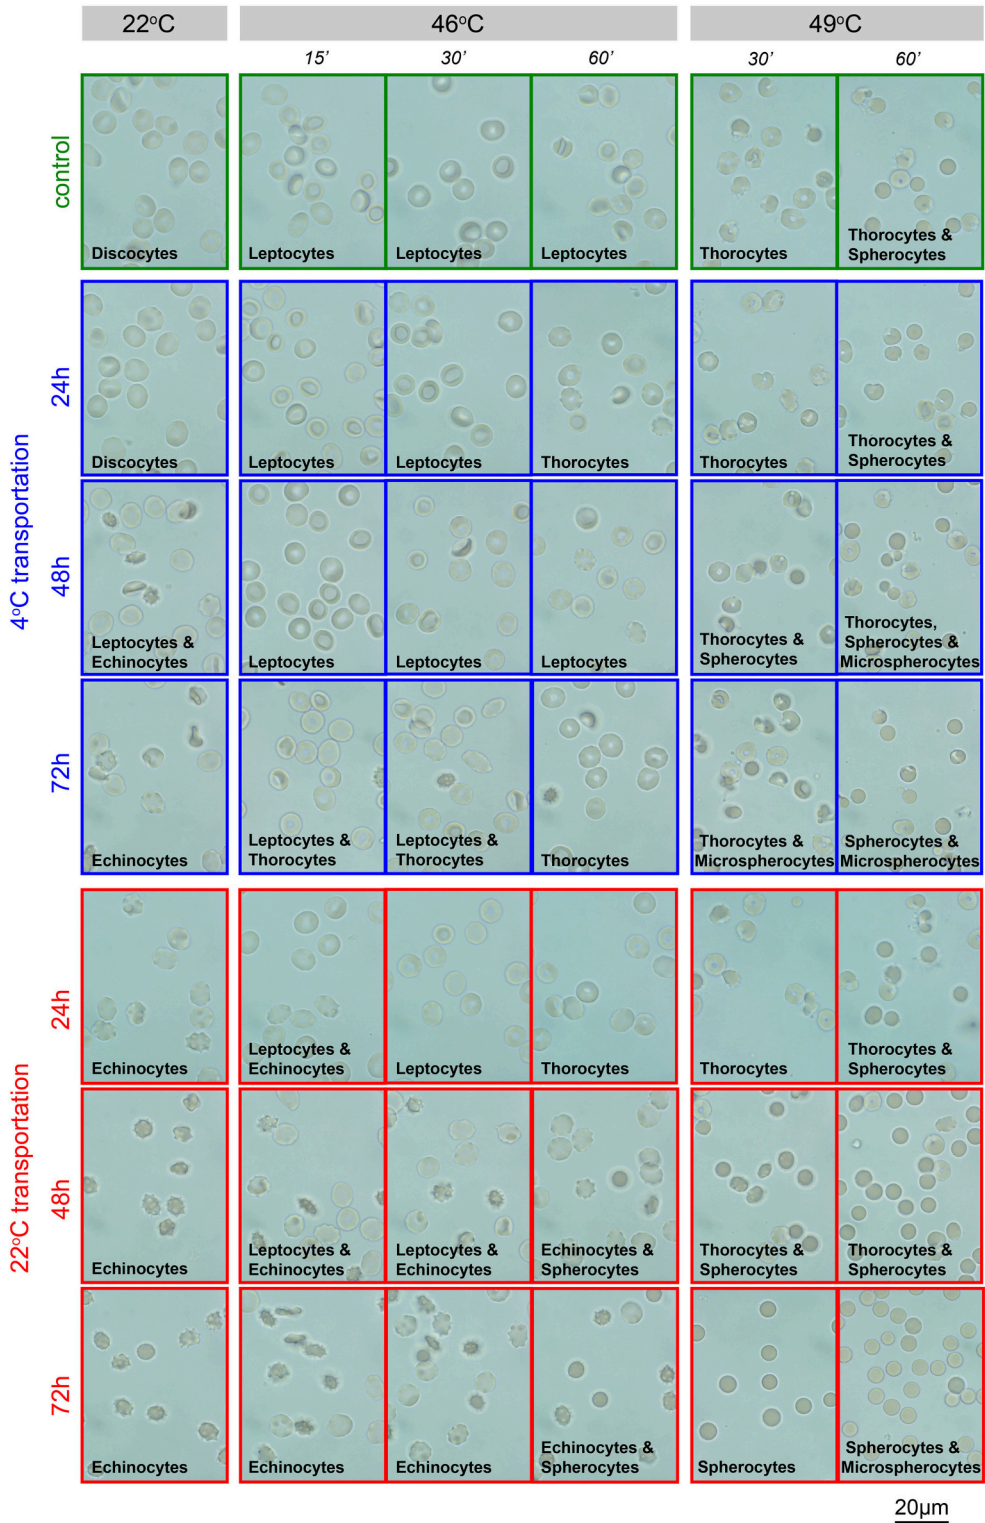 22°C 46°C 49°C
15’ 30’ 60’ 30’ 60’
control
Discocytes
Leptocytes
Leptocytes
Leptocytes
Thorocytes
Thorocytes &
Spherocytes
4°C transportation
24h
Discocytes
Leptocytes
Leptocytes
Thorocytes
Thorocytes
Thorocytes &
Spherocytes
48h
Leptocytes &
Echinocytes
Leptocytes
Leptocytes
Leptocytes
Thorocytes &
Spherocytes
Thorocytes,
Spherocytes &
Microspherocytes
72h
Echinocytes
Leptocytes &
Thorocytes
Leptocytes &
Thorocytes
Thorocytes
Thorocytes &
Microspherocytes
Spherocytes &
Microspherocytes
22°C transportation
24h
Echinocytes
Leptocytes &
Echinocytes
Leptocytes
Thorocytes
Thorocytes
Thorocytes &
Spherocytes
48h
Echinocytes
Leptocytes &
Echinocytes
Leptocytes &
Echinocytes
Echinocytes &
Spherocytes
Thorocytes &
Spherocytes
Thorocytes &
Spherocytes
72h
Echinocytes
Echinocytes
Echinocytes
Echinocytes &
Spherocytes
Spherocytes
Spherocytes &
Microspherocytes
20μm